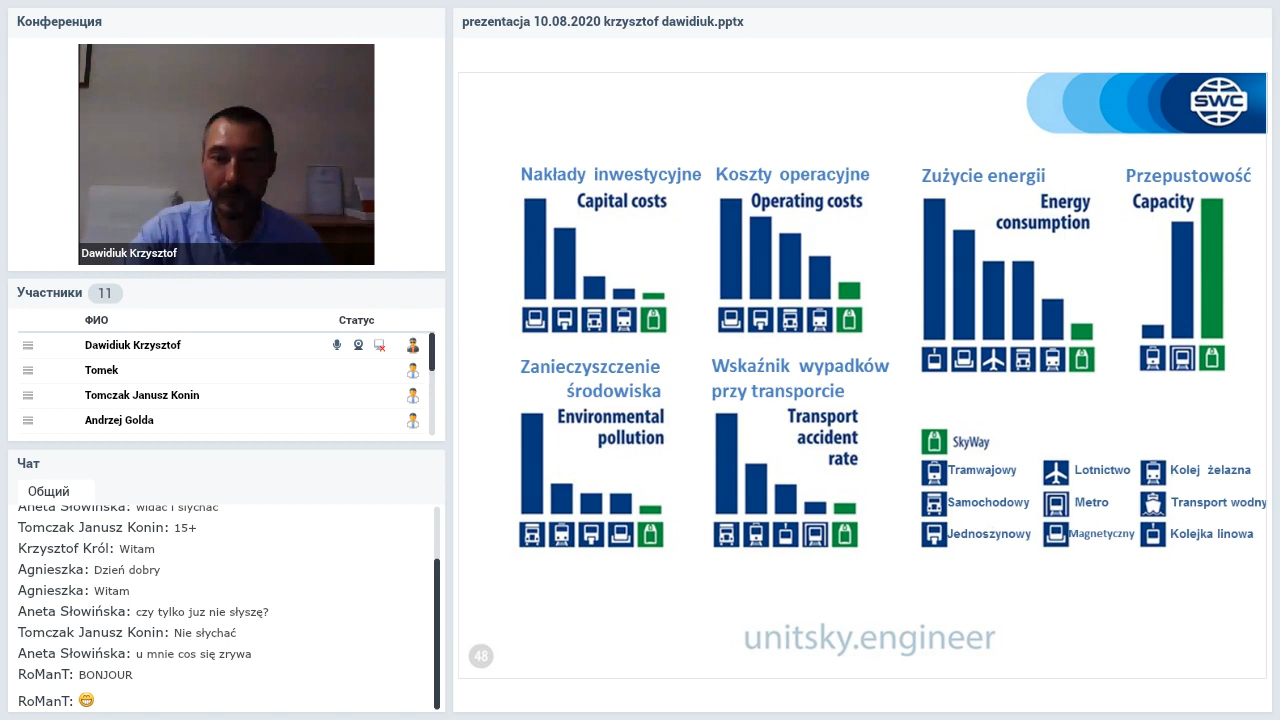 Конференция
Dawidiuk Krzysztof
Участники 11
ФИО Статус
Dawidiuk Krzysztof
Tomek
Tomczak Janusz Konin
Andrzej Golda
Чат
Общий
Aneta Słowińska: widać i słychać
Tomczak Janusz Konin: 15+
Krzysztof Król: Witam
Agnieszka: Dzień dobry
Agnieszka: Witam
Aneta Słowińska: czy tylko juz nie słyszę?
Tomczak Janusz Konin: Nie słychać
Aneta Słowińska: u mnie cos się zrywa
RoManT: BONJOUR
RoManT:
prezentacja 10.08.2020 krzysztof dawidiuk.pptx
SWC
Nakłady inwestycyjne
Capital costs
Koszty operacyjne
Operating costs
Zużycie energii
Energy
consumption
Przepustowość
Capacity
Zanieczyszczenie
środowiska
Environmental
pollution
Wskaźnik wypadków
przy transporcie
Transport
accident
rate
SkyWay
Tramwajowy Lotnictwo Kolej żelazna
Samochodowy Metro Transport wodny
Jednoszynowy Magnetyczny Kolejka linowa
unitsky.engineer
48